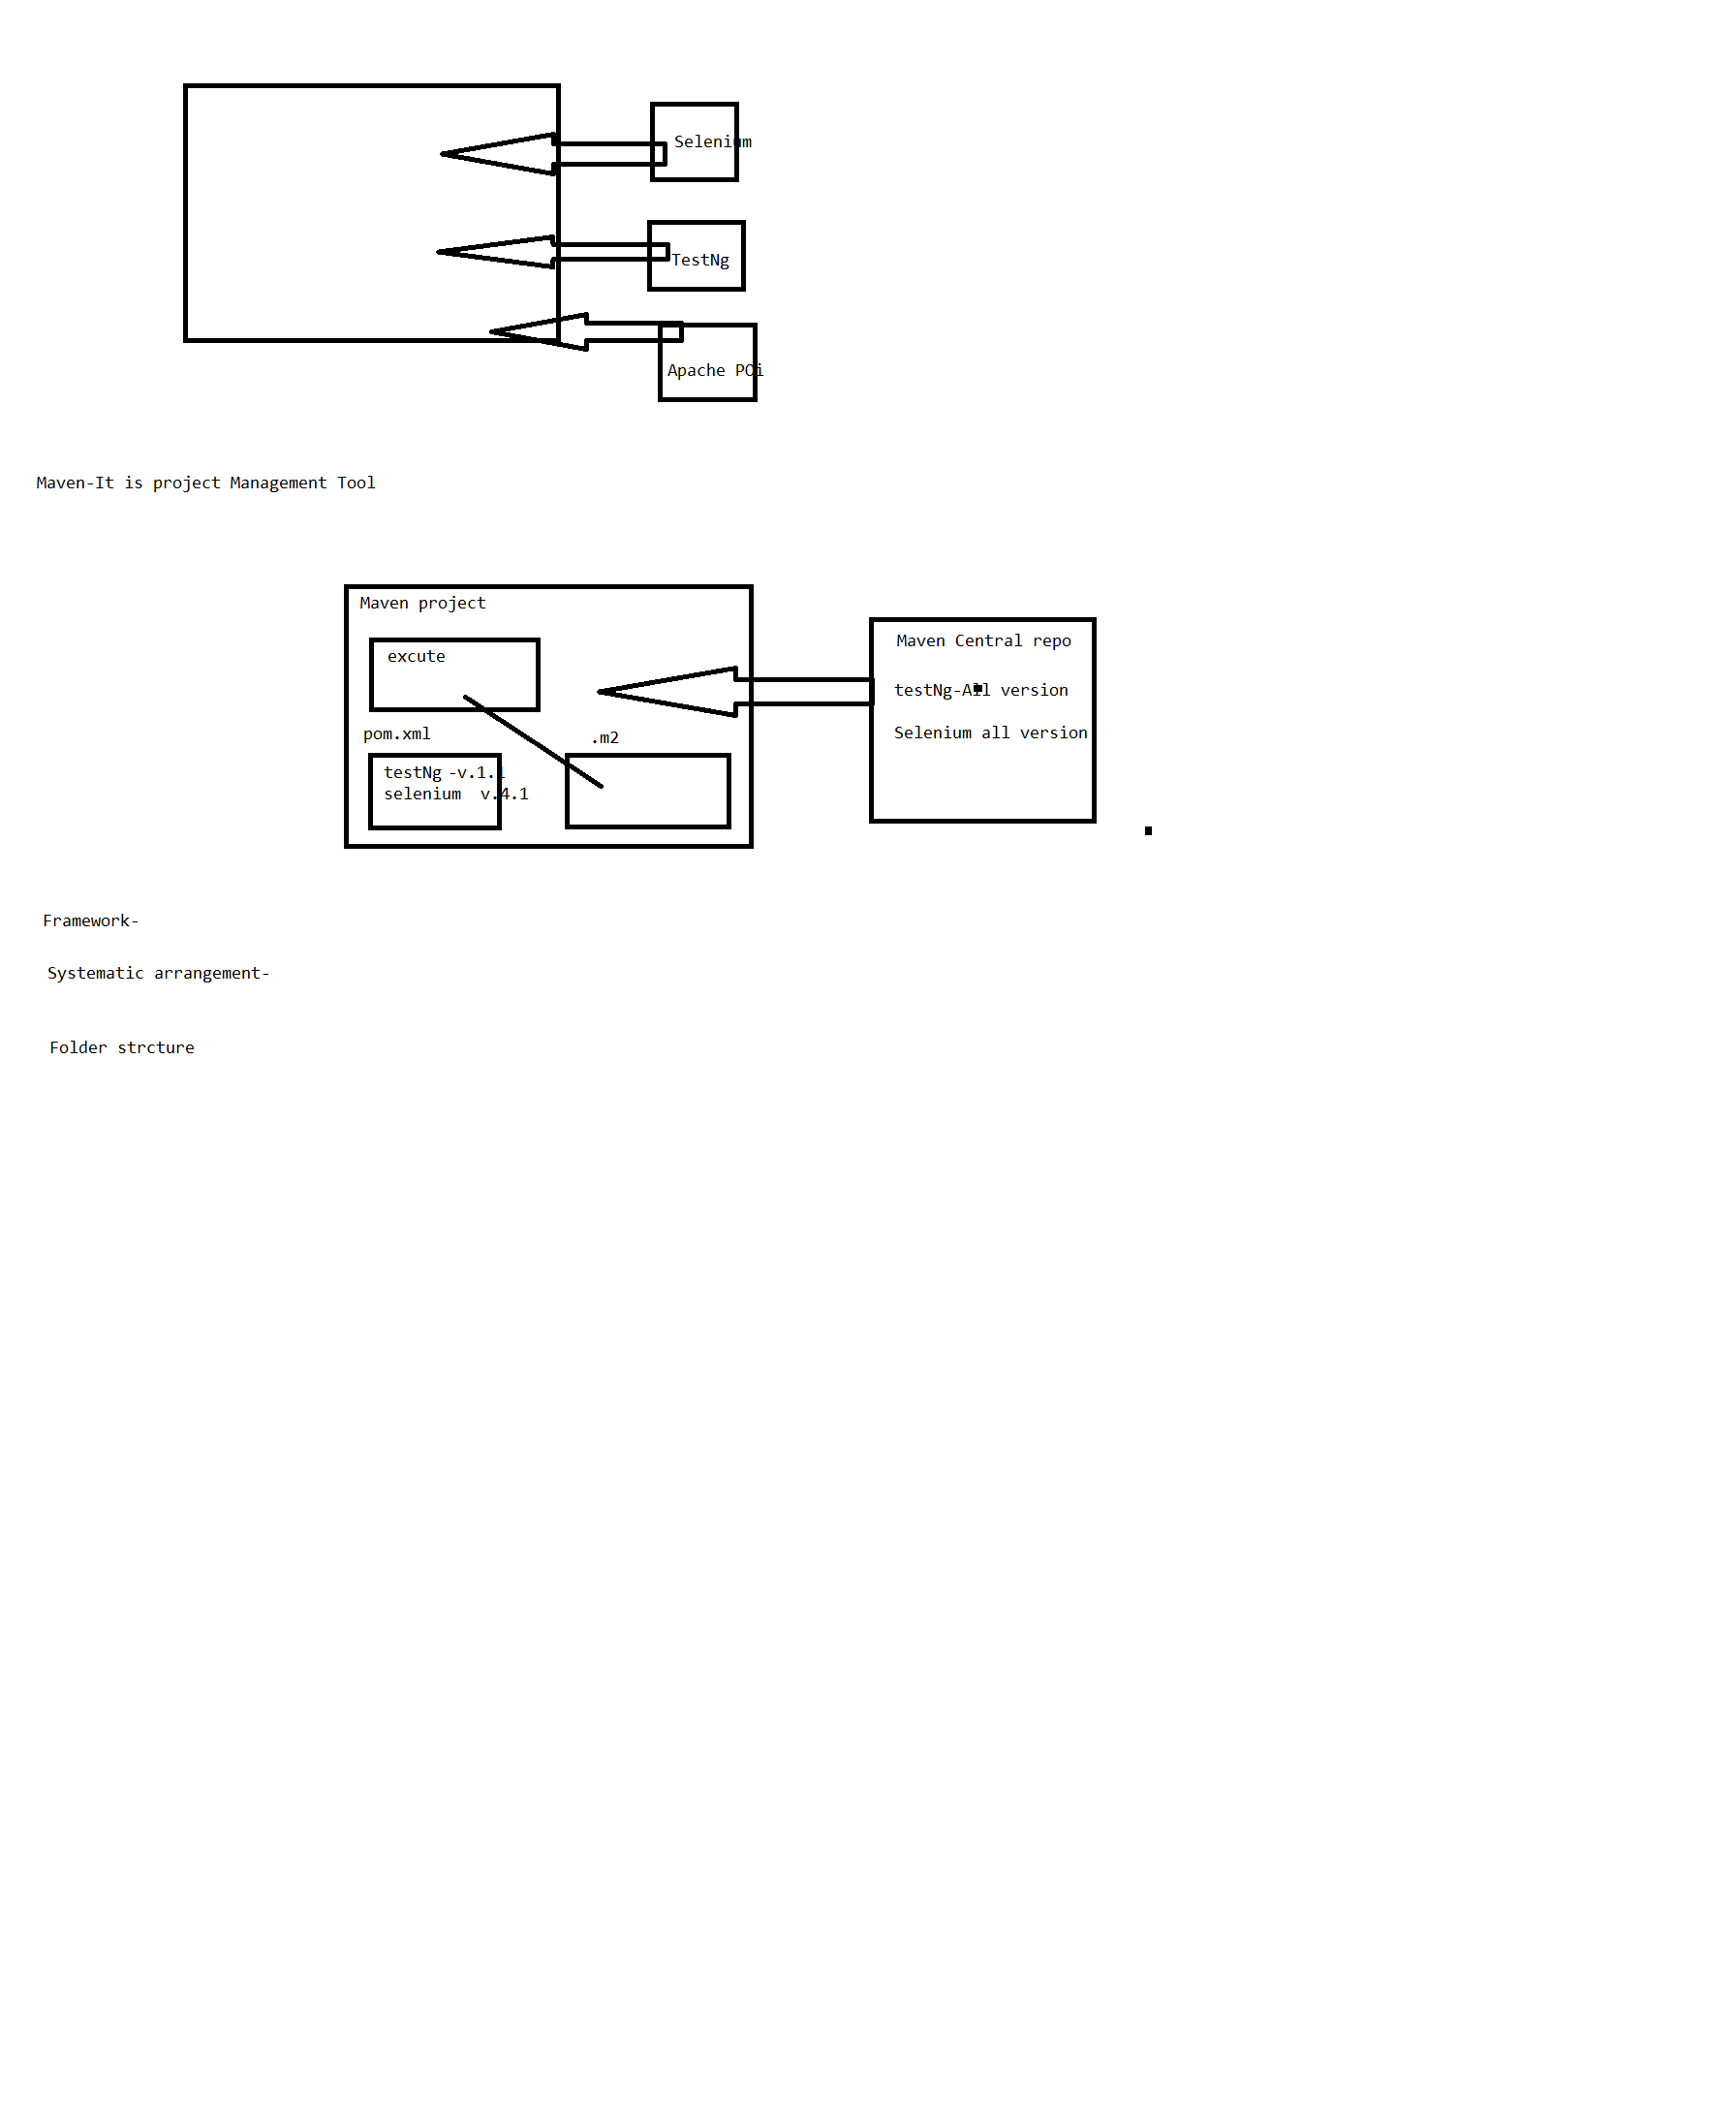 Selenium
TestNg
Apache POi
Maven-It is project Management Tool
Maven project
excute
pom.xml
testNg -v.1.1
selenium  v.4.1
.m2
Maven Central repo
testNg-All version
Selenium all version
Framework-
Systematic arrangement-
Folder strcture